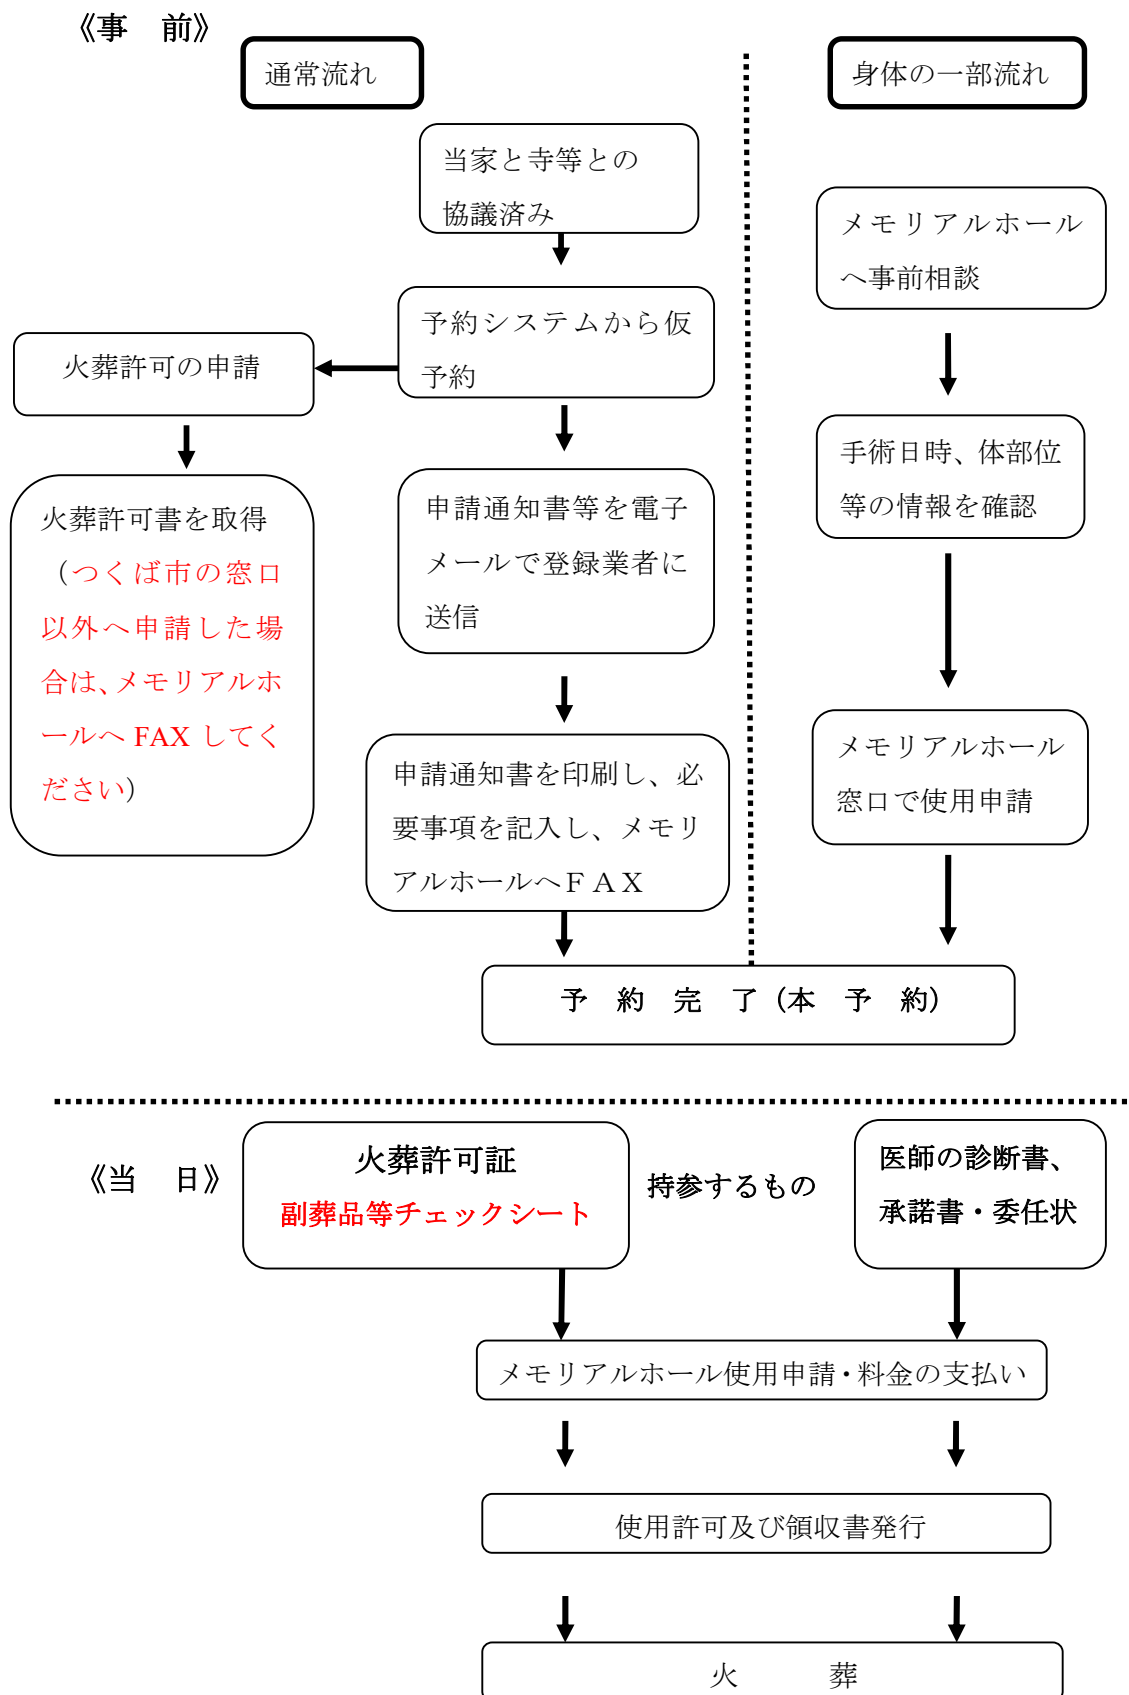 《事　前》
通常流れ
当家と寺等との
協議済み
予約システムから仮
予約
火葬許可の申請
火葬許可書を取得
（つくば市の窓口
以外へ申請した場
合は、メモリアルホ
ールへ FAX してく
ださい）
申請通知書等を電子
メールで登録業者に
送信
申請通知書を印刷し、必
要事項を記入し、メモリ
アルホールへＦＡＸ
身体の一部流れ
メモリアルホール
へ事前相談
手術日時、体部位
等の情報を確認
メモリアルホール
窓口で使用申請
予　約　完　了（本　予　約）
《当　日》
火葬許可証
副葬品等チェックシート
持参するもの
医師の診断書、
承諾書・委任状
メモリアルホール使用申請・料金の支払い
使用許可及び領収書発行
火　　　葬